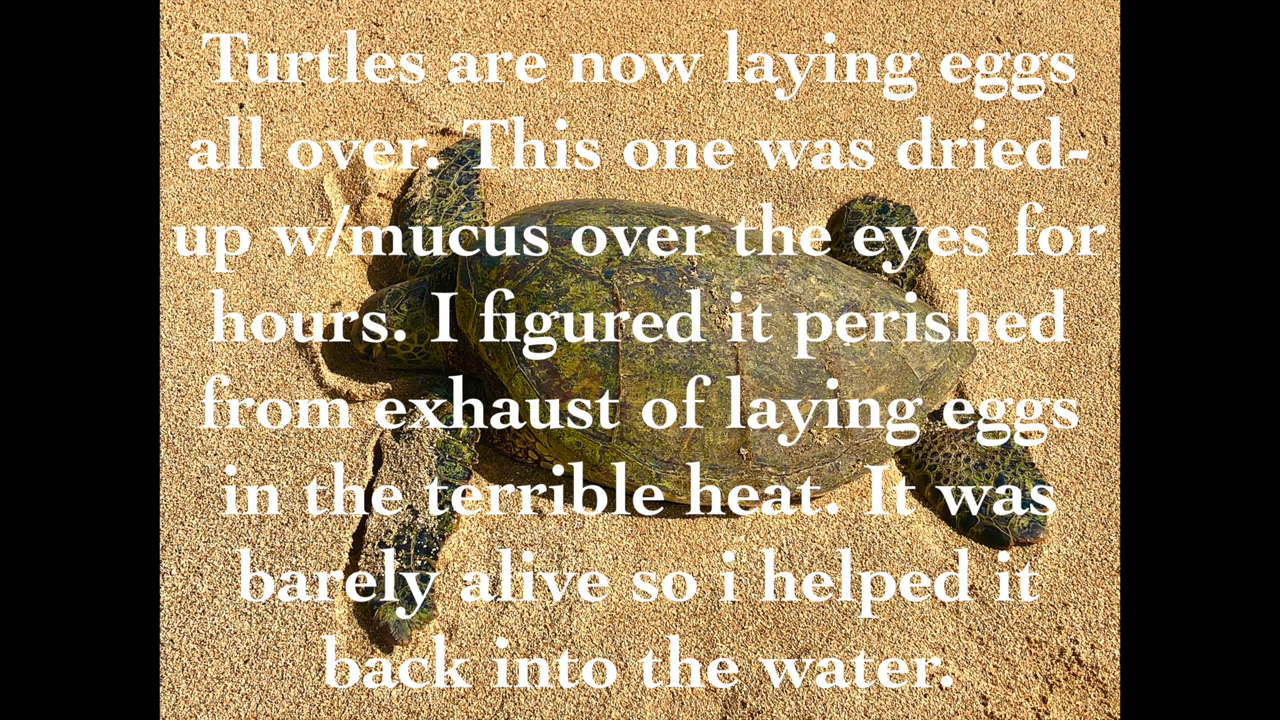 Turtles are now laying eggs
all over. This one was dried-
up w/mucus over the eyes for
hours. I figured it perished
from exhaust of laying eggs
in the terrible heat. It was
barely alive so i helped it
back into the water.